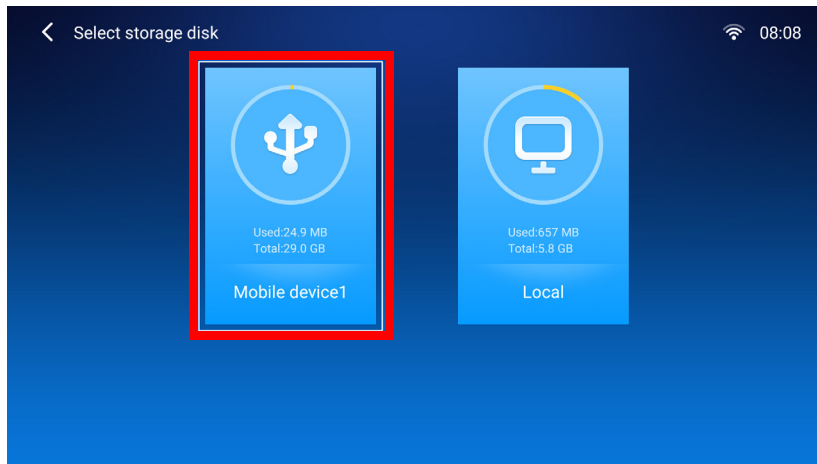 Select storage disk
08:08
Used:24.9 MB
Total:29.0 GB
Mobile device1
Used:657 MB
Total:5.8 GB
Local